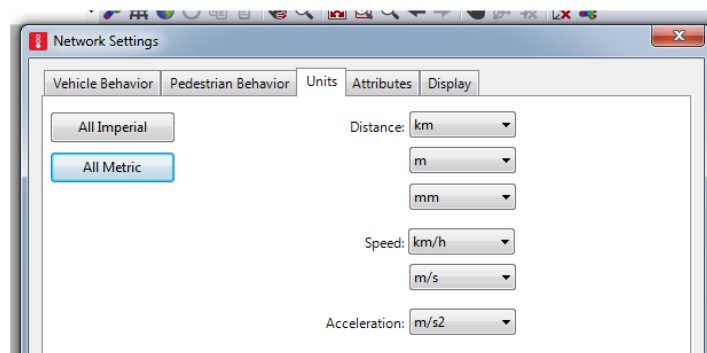 Network Settings
Vehicle Behavior Pedestrian Behavior Units Attributes Display
All Imperial Distance: km
All Metric m
mm
Speed: km/h
m/s
Acceleration: m/s2